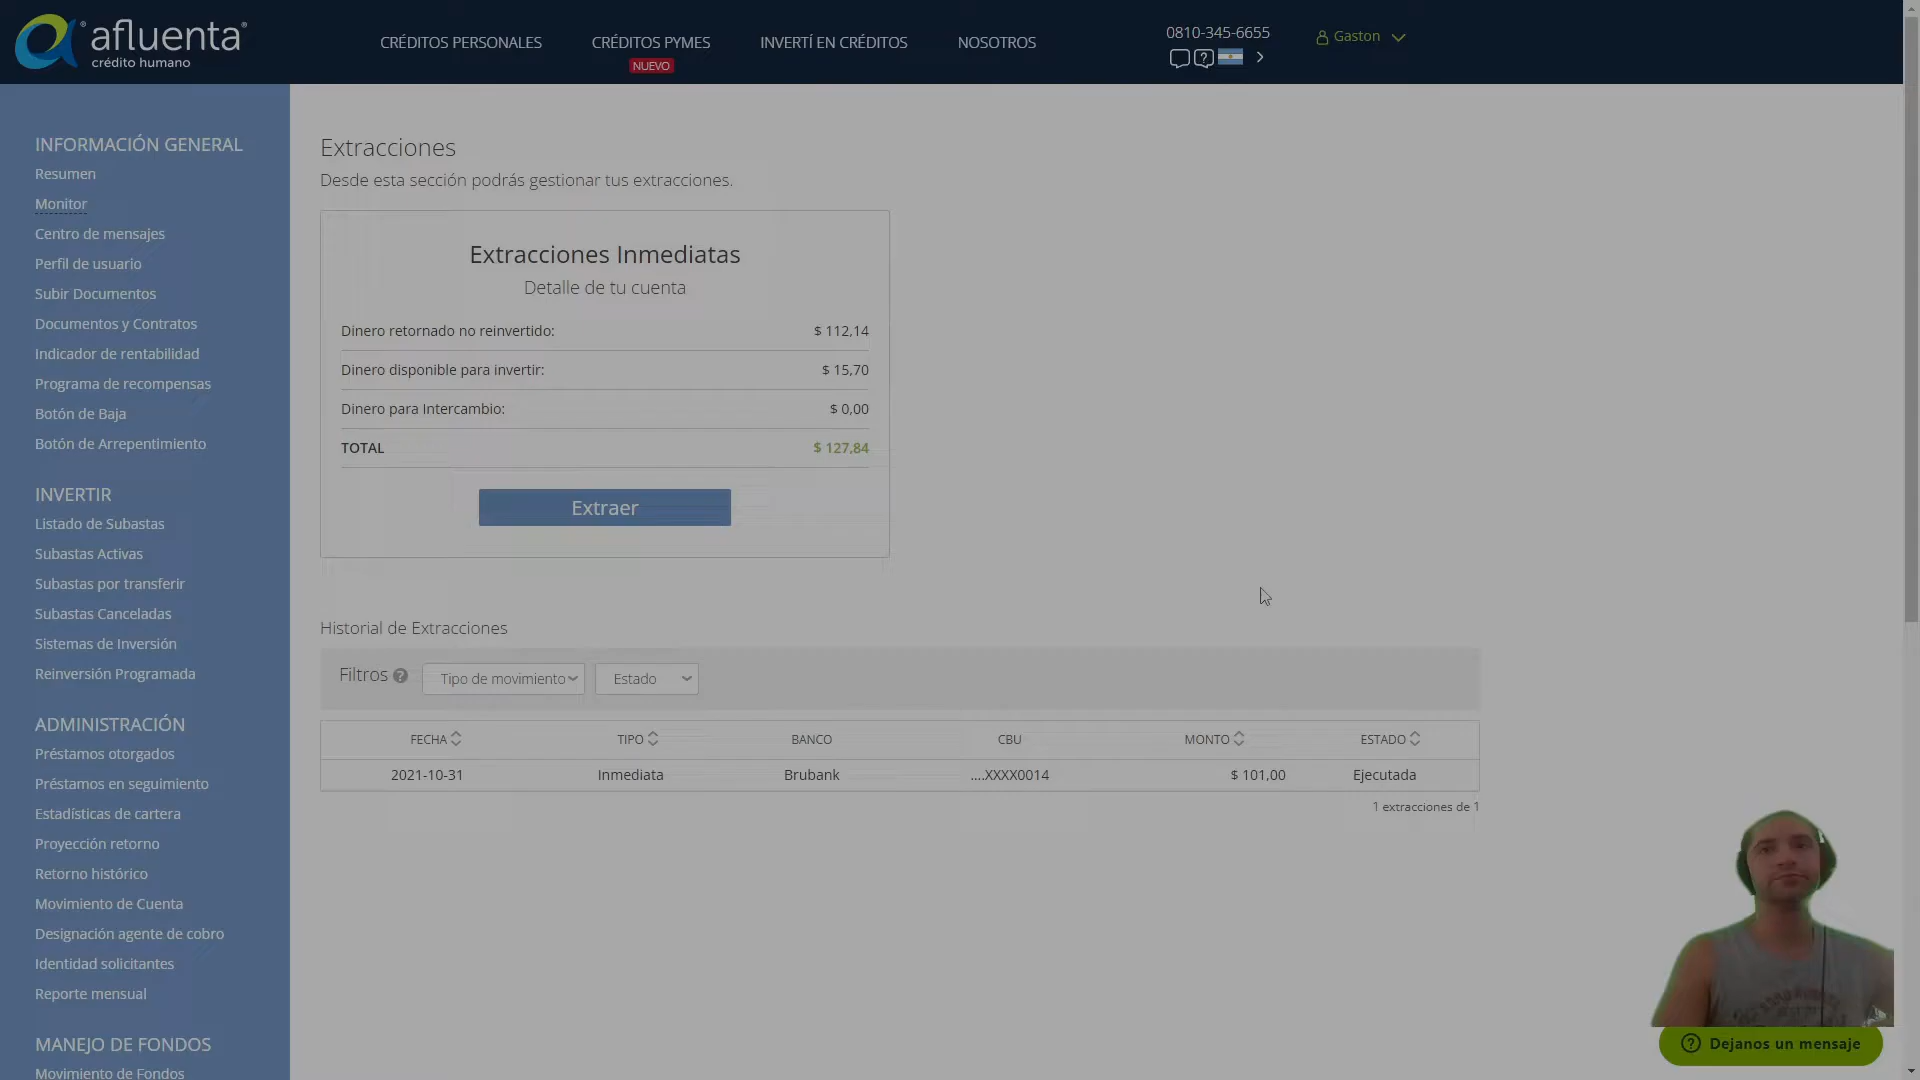 afluenta
crédito humano
CRÉDITOS PERSONALES
CRÉDITOS PYMES
NUEVO
INVERTÍ EN CRÉDITOS
NOSOTROS
0810-345-6655
Gaston
INFORMACIÓN GENERAL
Resumen
Monitor
Centro de mensajes
Perfil de usuario
Subir Documentos
Documentos y Contratos
Indicador de rentabilidad
Programa de recompensas
Botón de Baja
Botón de Arrepentimiento
INVERTIR
Listado de Subastas
Subastas Activas
Subastas por transferir
Subastas Canceladas
Sistemas de Inversión
Reinversión Programada
ADMINISTRACIÓN
Préstamos otorgados
Préstamos en seguimiento
Estadísticas de cartera
Proyección retorno
Retorno histórico
Movimiento de Cuenta
Designación agente de cobro
Identidad solicitantes
Reporte mensual
MANEJO DE FONDOS
Movimiento de Fondos
Extracciones
Desde esta sección podrás gestionar tus extracciones.
Extracciones Inmediatas
Detalle de tu cuenta
Dinero retornado no reinvertido: $ 112,14
Dinero disponible para invertir: $ 15,70
Dinero para Intercambio: $ 0,00
TOTAL $ 127,84
Extraer
Historial de Extracciones
Filtros ? Tipo de movimiento Estado
FECHA TIPO BANCO CBU MONTO ESTADO
2021-10-31 Inmediata Brubank ....XXXX0014 $ 101,00 Ejecutada
1 extracciones de 1
Dejanos un mensaje